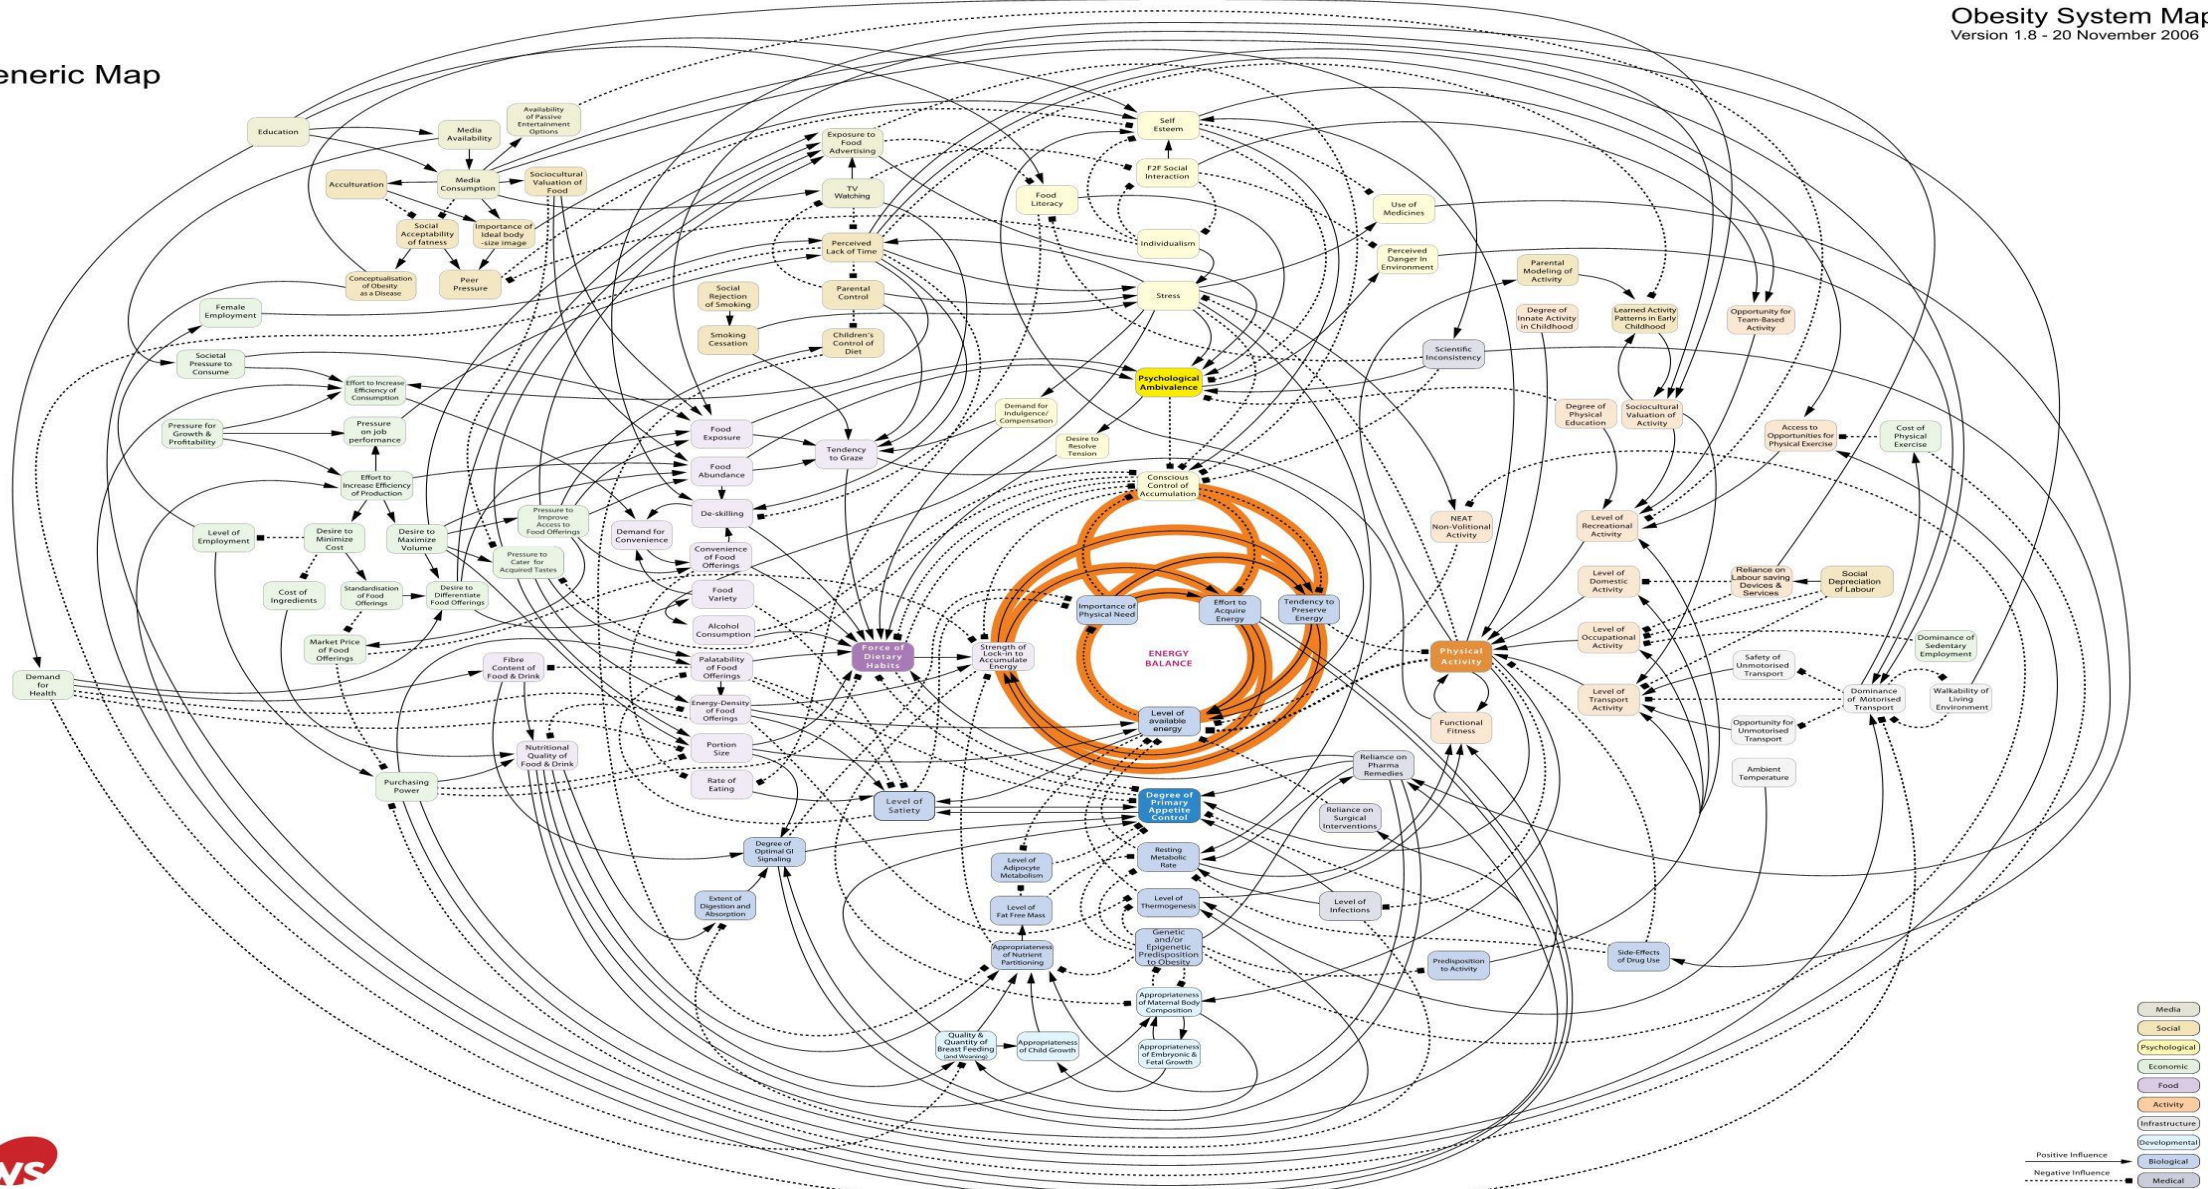 Obesity System Map
Version 1.8 - 20 November 2006
eneric Map
Education
Media
Availability
Availability
of Passive
Entertainment
Options
Acculturation
Media
Consumption
Sociocultural
Valuation of
Food
Social
Acceptability
of fatness
Importance of
Ideal body
-size image
Conceptualisation
of Obesity
as a Disease
Peer
Pressure
Exposure to
Food
Advertising
TV
Watching
Perceived
Lack of Time
Parental
Control
Children's
Control of
Diet
Social
Rejection
of Smoking
Smoking
Cessation
Food
Literacy
Self
Esteem
F2F Social
Interaction
Individualism
Stress
Psychological
Ambivalence
Demand for
Indulgence/
Compensation
Desire to
Resolve
Tension
Conscious
Control of
Accumulation
Use of
Medicines
Perceived
Danger In
Environment
Scientific
Inconsistency
Parental
Modeling of
Activity
Degree of
Innate Activity
in Childhood
Learned Activity
Patterns in Early
Childhood
Opportunity for
Team-Based
Activity
Degree of
Physical
Education
Sociocultural
Valuation of
Activity
Access to
Opportunities for
Physical Exercise
Cost of
Physical
Exercise
Female
Employment
Societal
Pressure to
Consume
Effort to Increase
Efficiency of
Consumption
Pressure for
Growth &
Profitability
Pressure
on job
performance
Effort to
Increase Efficiency
of Production
Level of
Employment
Desire to
Minimize
Cost
Desire to
Maximize
Volume
Cost of
Ingredients
Standardisation
of Food
Offerings
Desire to
Differentiate
Food Offerings
Market Price
of Food
Offerings
Demand
for
Health
Purchasing
Power
Pressure to
Improve
Access to
Food Offerings
Pressure to
Cater for
Acquired Tastes
Food
Exposure
Food
Abundance
De-skilling
Demand for
Convenience
Convenience
of Food
Offerings
Food
Variety
Alcohol
Consumption
Tendency
to Graze
Fibre
Content of
Food & Drink
Palatability
of Food
Offerings
Energy-Density
of Food
Offerings
Portion
Size
Rate of
Eating
Nutritional
Quality of
Food & Drink
Force of
Dietary
Habits
Strength of
Lock-in to
Accumulate
Energy
Importance of
Physical Need
Effort to
Acquire
Energy
Tendency to
Preserve
Energy
ENERGY
BALANCE
Level of
available
energy
NEAT
Non-Volitional
Activity
Level of
Recreational
Activity
Level of
Domestic
Activity
Reliance on
Labour saving
Devices &
Services
Social
Depreciation
of Labour
Level of
Occupational
Activity
Dominance of
Sedentary
Employment
Physical
Activity
Safety of
Unmotorised
Transport
Level of
Transport
Activity
Dominance
of Motorised
Transport
Walkability of
Living
Environment
Opportunity for
Unmotorised
Transport
Ambient
Temperature
Functional
Fitness
Reliance on
Pharma
Remedies
Reliance on
Surgical
Interventions
Level of
Satiety
Degree of
Primary
Appetite
Control
Degree of
Optimal GI
Signaling
Extent of
Digestion and
Absorption
Level of
Adipocyte
Metabolism
Level of
Fat Free Mass
Appropriateness
of Nutrient
Partitioning
Resting
Metabolic
Rate
Level of
Thermogenesis
Genetic
and/or
Epigenetic
Predisposition
to Obesity
Level of
Infections
Predisposition
to Activity
Side-Effects
of Drug Use
Appropriateness
of Maternal Body
Composition
Quality &
Quantity of
Breast Feeding
(and Weaning)
Appropriateness
of Child Growth
Appropriateness
of Embryonic &
Fetal Growth
Media
Social
Psychological
Economic
Food
Activity
Infrastructure
Developmental
Biological
Medical
Positive Influence
Negative Influence